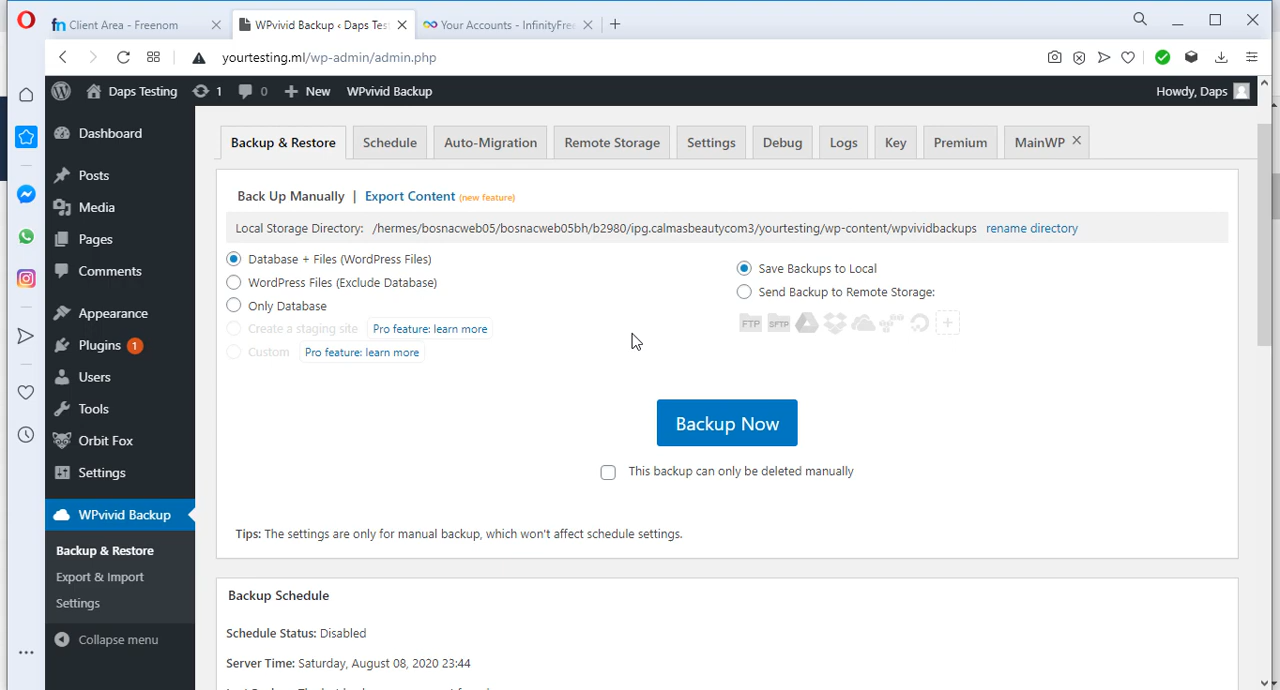 fn Client Area - Freenom
WPvivid Backup ‹ Daps Tes
Your Accounts - InfinityFree
yourtesting.ml/wp-admin/admin.php
Daps Testing 1 0 New WPvivid Backup Howdy, Daps
Dashboard
Posts
Media
Pages
Comments
Appearance
Plugins 1
Users
Tools
Orbit Fox
Settings
WPvivid Backup
Backup & Restore
Export & Import
Settings
Collapse menu
Backup & Restore Schedule Auto-Migration Remote Storage Settings Debug Logs Key Premium MainWP
Back Up Manually | Export Content (new feature)
Local Storage Directory: /hermes/bosnacweb05/bosnacweb05bh/b2980/ipg.calmasbeautycom3/yourtesting/wp-content/wpvividbackups rename directory
Database + Files (WordPress Files)
WordPress Files (Exclude Database)
Only Database
Create a staging site Pro feature: learn more
Custom Pro feature: learn more
Save Backups to Local
Send Backup to Remote Storage:
FTP SFTP
Backup Now
This backup can only be deleted manually
Tips: The settings are only for manual backup, which won't affect schedule settings.
Backup Schedule
Schedule Status: Disabled
Server Time: Saturday, August 08, 2020 23:44